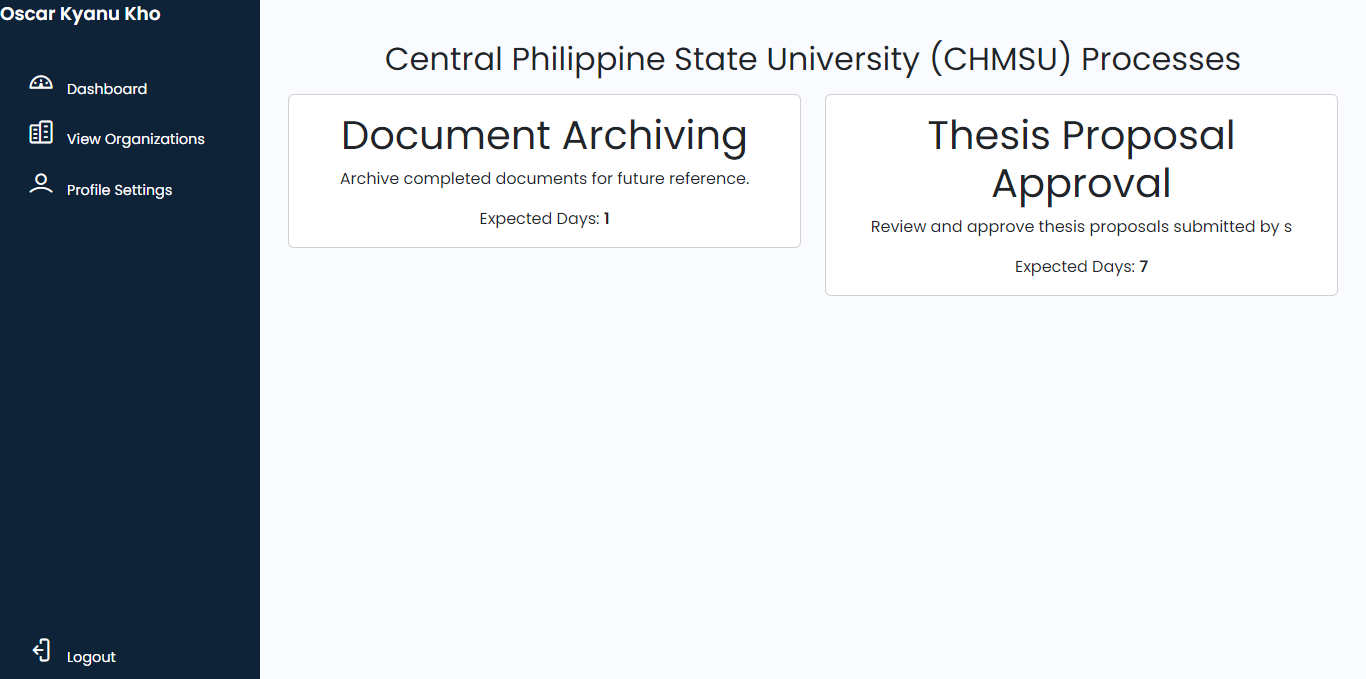 Oscar Kyanu Kho
Dashboard
View Organizations
Profile Settings
Logout
Central Philippine State University (CHMSU) Processes
Document Archiving
Archive completed documents for future reference.
Expected Days: 1
Thesis Proposal
Approval
Review and approve thesis proposals submitted by s
Expected Days: 7